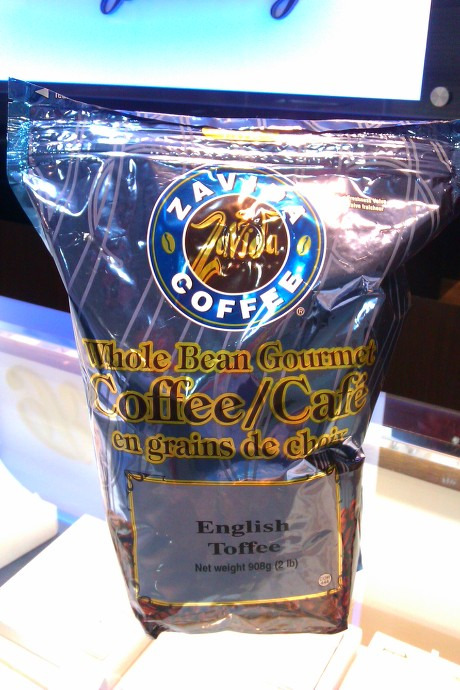 ZAVIDA
Zavida
COFFEE
®
Whole Bean Gourmet
Coffee/Café
en grains de choix
English
Toffee
Net weight 908g (2 lb)